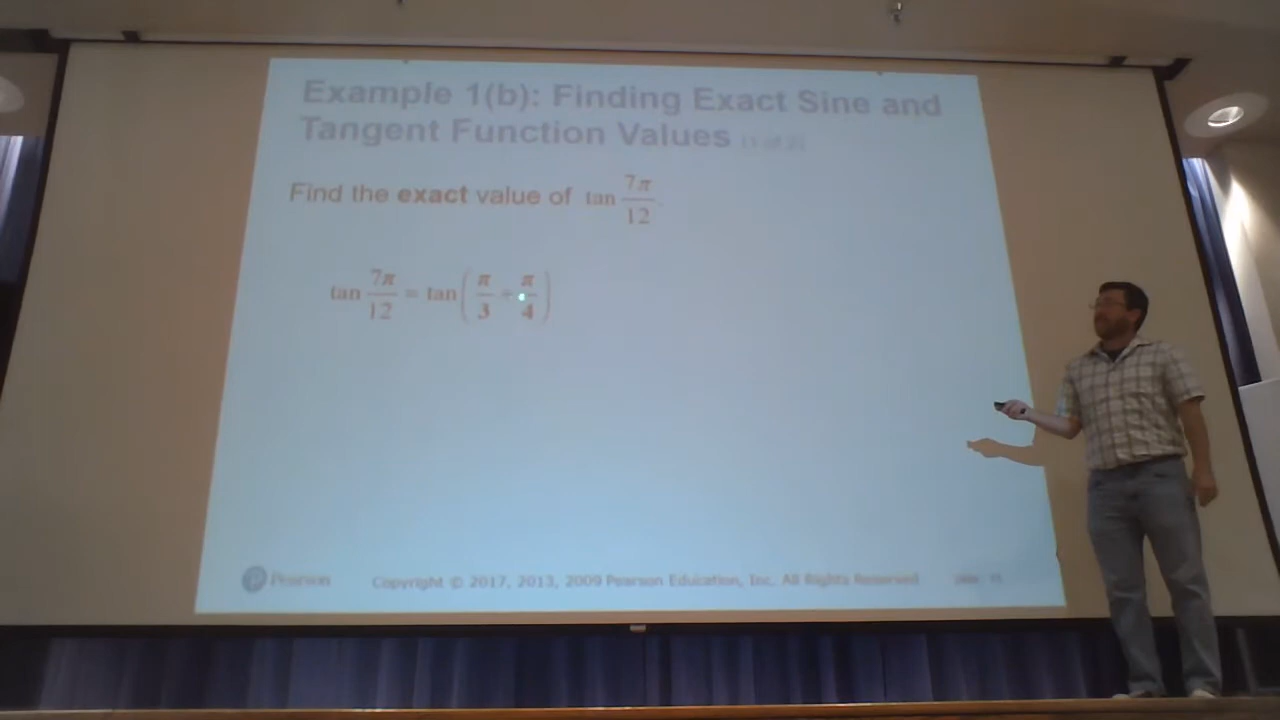 Example 1(b): Finding Exact Sine and
Tangent Function Values
Find the exact value of tan 7π/12.
tan 7π/12 = tan(π/3 + π/4)
Pearson
Copyright © 2017, 2013, 2009 Pearson Education, Inc. All Rights Reserved